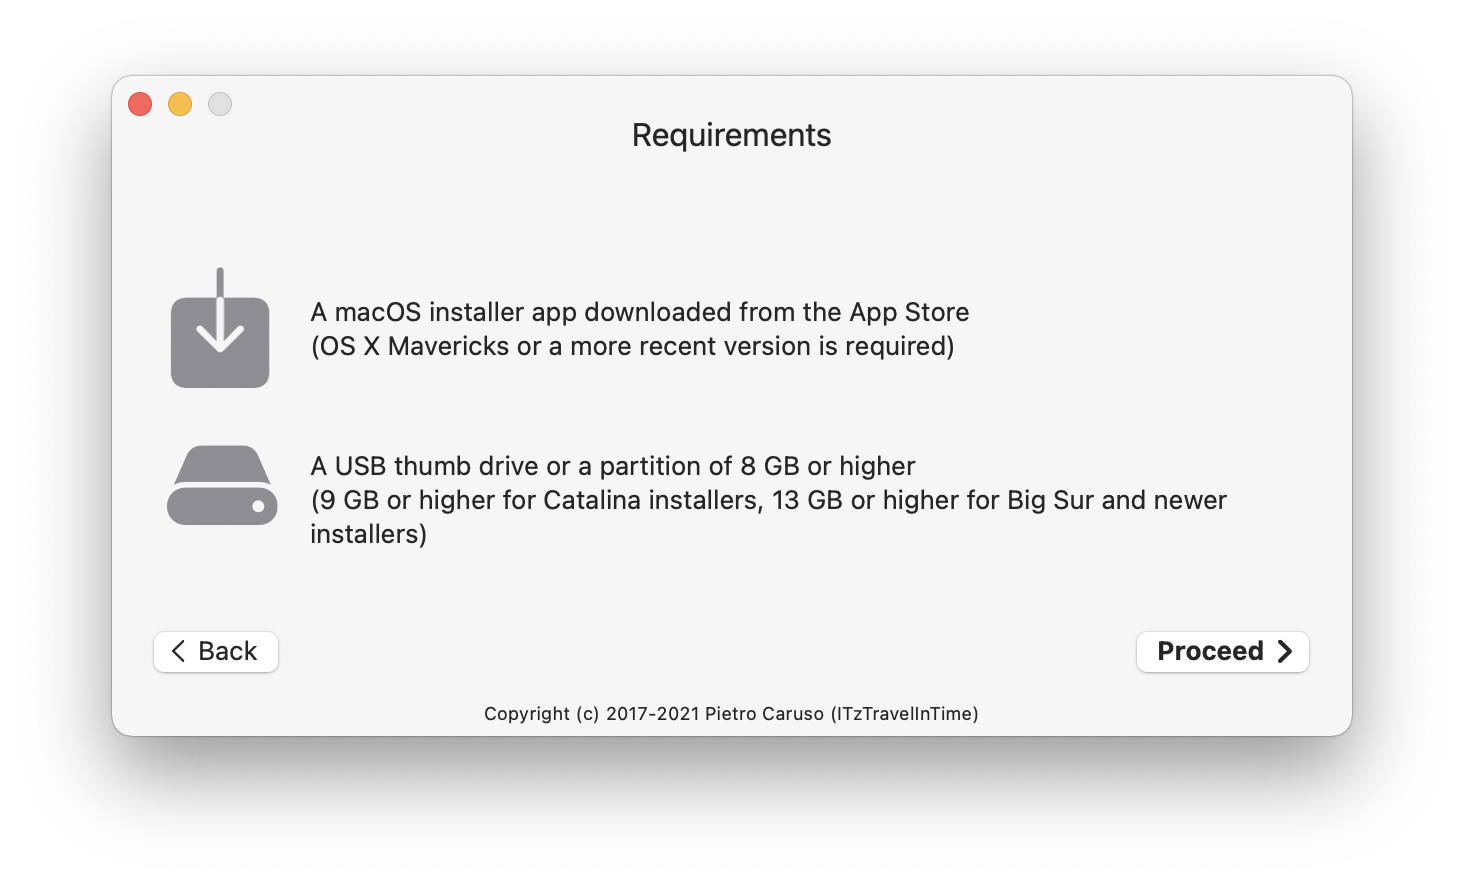 Requirements
A macOS installer app downloaded from the App Store
(OS X Mavericks or a more recent version is required)
A USB thumb drive or a partition of 8 GB or higher
(9 GB or higher for Catalina installers, 13 GB or higher for Big Sur and newer
installers)
Back
Proceed
Copyright (c) 2017-2021 Pietro Caruso (ITzTravelInTime)